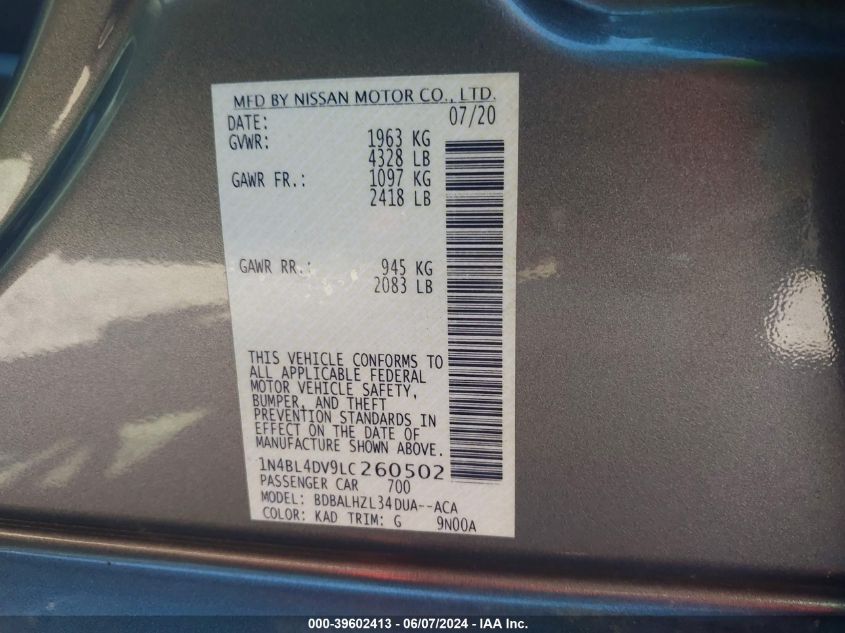 MFD BY NISSAN MOTOR CO., LTD.
DATE: 07/20
GVWR: 1963 KG
4328 LB
GAWR FR.: 1097 KG
2418 LB
GAWR RR.: 945 KG
2083 LB
THIS VEHICLE CONFORMS TO
ALL APPLICABLE FEDERAL
MOTOR VEHICLE SAFETY,
BUMPER, AND THEFT
PREVENTION STANDARDS IN
EFFECT ON THE DATE OF
MANUFACTURE SHOWN ABOVE.
1N4BL4DV9LC260502
PASSENGER CAR 700
MODEL: BDBALHZL34DUA--ACA
COLOR: KAD TRIM: G 9N00A
000-39602413 - 06/07/2024 - IAA Inc.